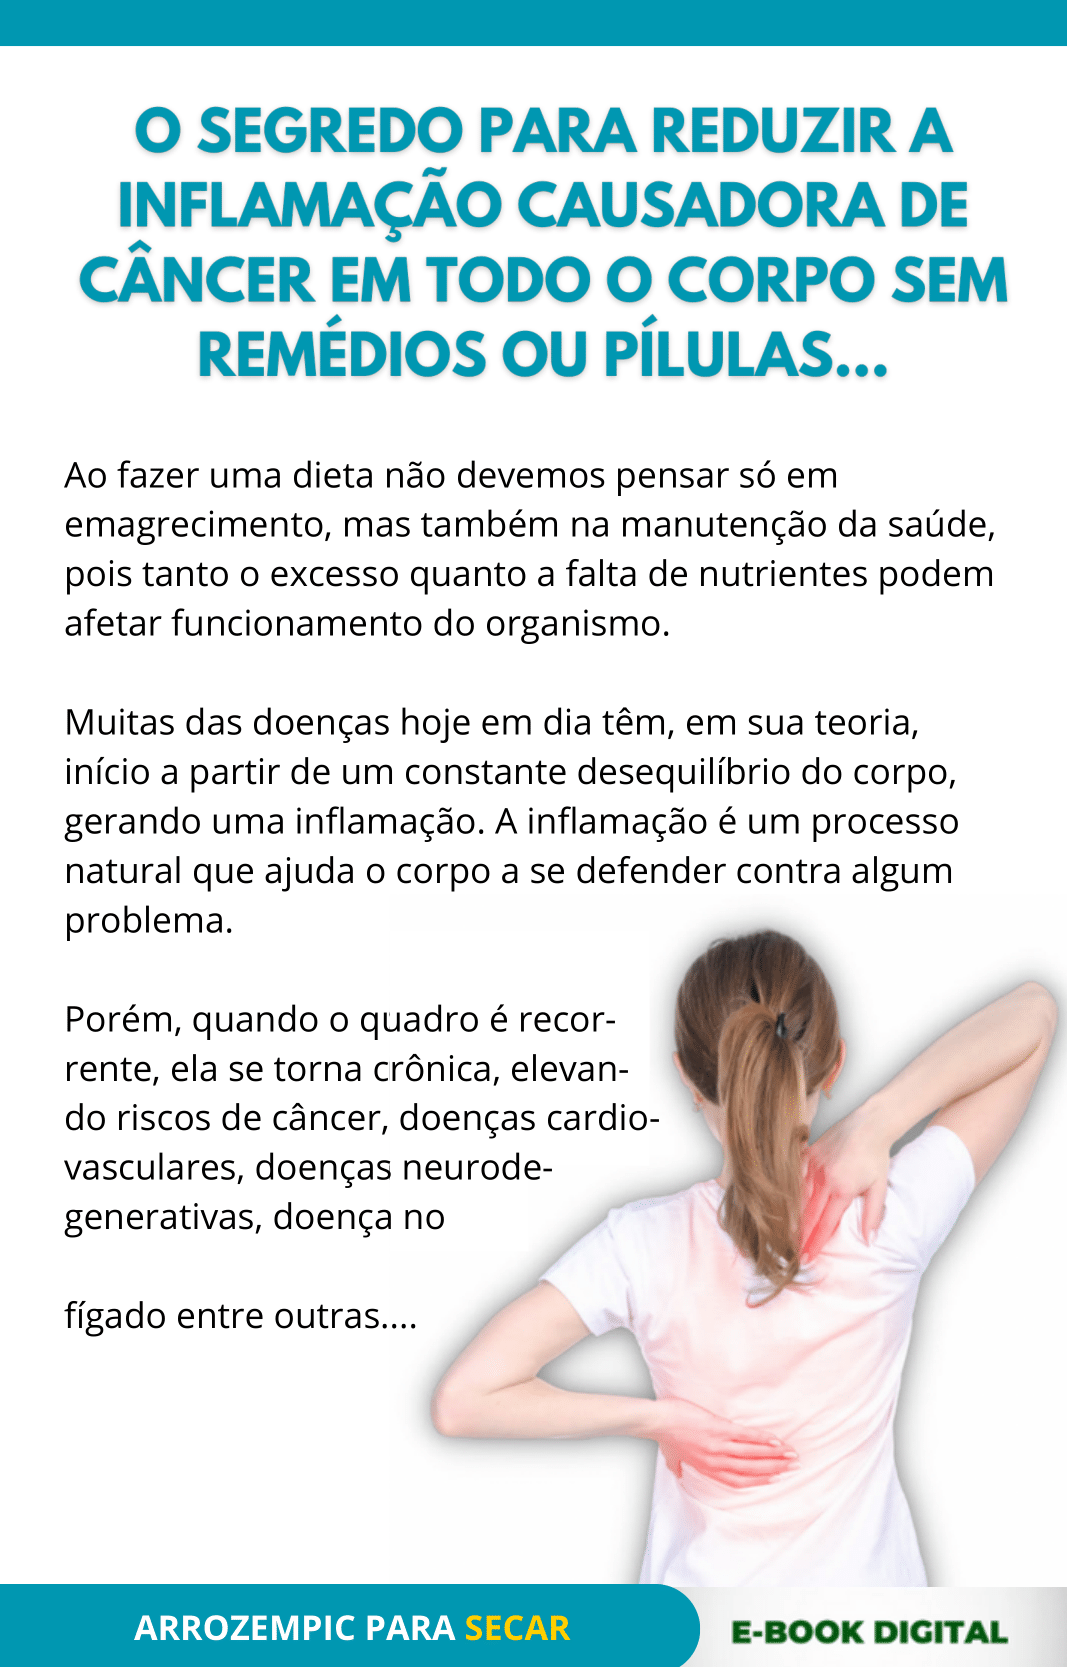 O SEGREDO PARA REDUZIR A
INFLAMAÇÃO CAUSADORA DE
CÂNCER EM TODO O CORPO SEM
REMÉDIOS OU PÍLULAS...
Ao fazer uma dieta não devemos pensar só em
emagrecimento, mas também na manutenção da saúde,
pois tanto o excesso quanto a falta de nutrientes podem
afetar funcionamento do organismo.
Muitas das doenças hoje em dia têm, em sua teoria,
início a partir de um constante desequilíbrio do corpo,
gerando uma inflamação. A inflamação é um processo
natural que ajuda o corpo a se defender contra algum
problema.
Porém, quando o quadro é recor-
rente, ela se torna crônica, elevan-
do riscos de câncer, doenças cardio-
vasculares, doenças neurode-
generativas, doença no
fígado entre outras....
ARROZEMPIC PARA SECAR
E-BOOK DIGITAL